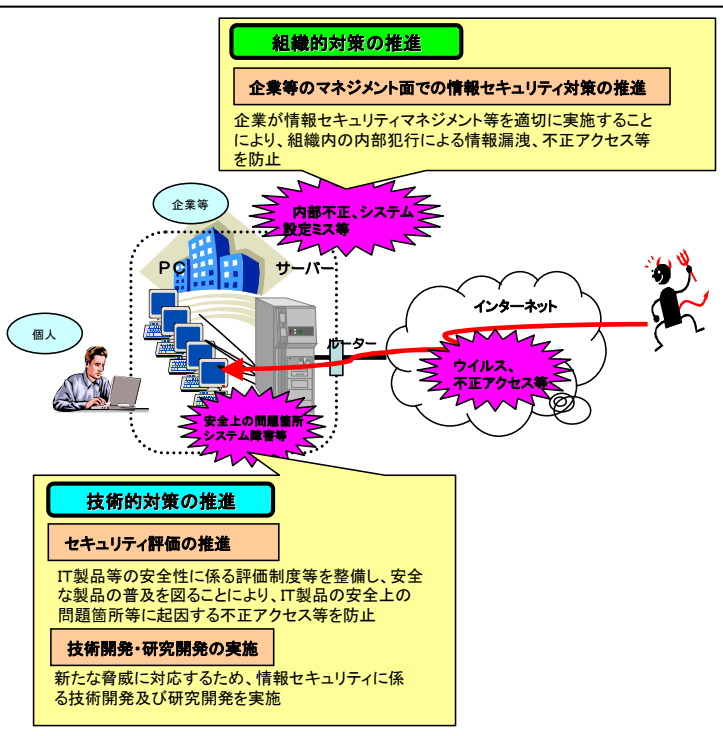 組織的対策の推進
企業等のマネジメント面での情報セキュリティ対策の推進
企業が情報セキュリティマネジメント等を適切に実施すること
により、組織内の内部犯行による情報漏洩、不正アクセス等
を防止
企業等
内部不正、システム
設定ミス等
PC
サーバー
インターネット
個人
ルーター
ウイルス、
不正アクセス等
安全上の問題箇所
システム障害等
技術的対策の推進
セキュリティ評価の推進
IT製品等の安全性に係る評価制度等を整備し、安全
な製品の普及を図ることにより、IT製品の安全上の
問題箇所等に起因する不正アクセス等を防止
技術開発・研究開発の実施
新たな脅威に対応するため、情報セキュリティに係
る技術開発及び研究開発を実施